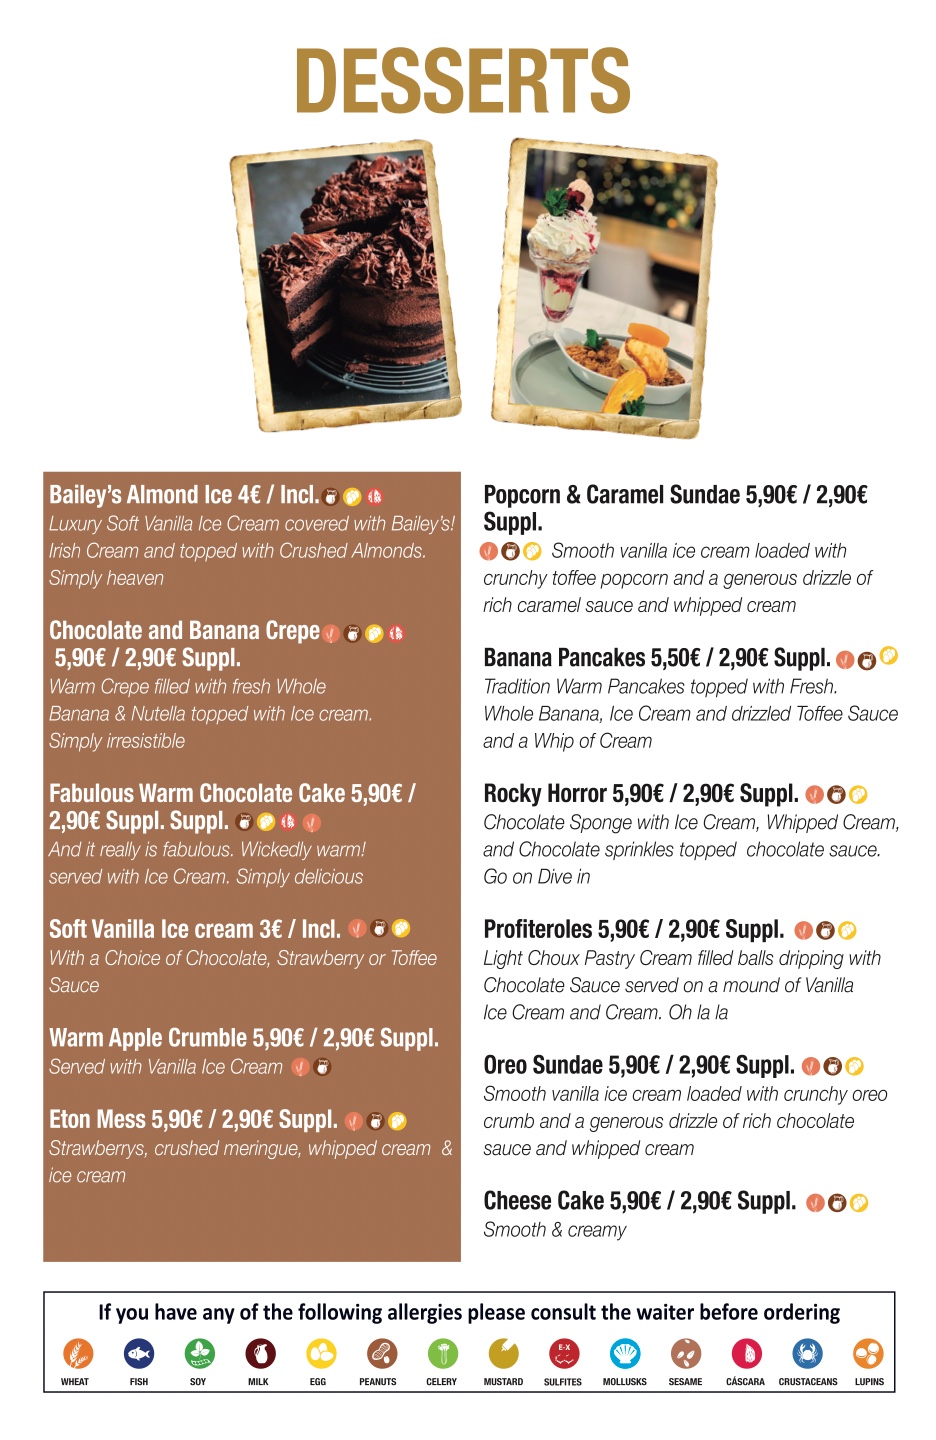 DESSERTS
Bailey's Almond Ice 4€ / Incl.
Luxury Soft Vanilla Ice Cream covered with Bailey's!
Irish Cream and topped with Crushed Almonds.
Simply heaven
Chocolate and Banana Crepe
5,90€ / 2,90€ Suppl.
Warm Crepe filled with fresh Whole
Banana & Nutella topped with Ice cream.
Simply irresistible
Fabulous Warm Chocolate Cake 5,90€ /
2,90€ Suppl. Suppl.
And it really is fabulous. Wickedly warm!
served with Ice Cream. Simply delicious
Soft Vanilla Ice cream 3€ / Incl.
With a Choice of Chocolate, Strawberry or Toffee
Sauce
Warm Apple Crumble 5,90€ / 2,90€ Suppl.
Served with Vanilla Ice Cream
Eton Mess 5,90€ / 2,90€ Suppl.
Strawberrys, crushed meringue, whipped cream &
ice cream
Popcorn & Caramel Sundae 5,90€ / 2,90€
Suppl.
Smooth vanilla ice cream loaded with
crunchy toffee popcorn and a generous drizzle of
rich caramel sauce and whipped cream
Banana Pancakes 5,50€ / 2,90€ Suppl.
Tradition Warm Pancakes topped with Fresh.
Whole Banana, Ice Cream and drizzled Toffee Sauce
and a Whip of Cream
Rocky Horror 5,90€ / 2,90€ Suppl.
Chocolate Sponge with Ice Cream, Whipped Cream,
and Chocolate sprinkles topped chocolate sauce.
Go on Dive in
Profiteroles 5,90€ / 2,90€ Suppl.
Light Choux Pastry Cream filled balls dripping with
Chocolate Sauce served on a mound of Vanilla
Ice Cream and Cream. Oh la la
Oreo Sundae 5,90€ / 2,90€ Suppl.
Smooth vanilla ice cream loaded with crunchy oreo
crumb and a generous drizzle of rich chocolate
sauce and whipped cream
Cheese Cake 5,90€ / 2,90€ Suppl.
Smooth & creamy
If you have any of the following allergies please consult the waiter before ordering
E-X
WHEAT FISH SOY MILK EGG PEANUTS CELERY MUSTARD SULFITES MOLLUSKS SESAME CÁSCARA CRUSTACEANS LUPINS